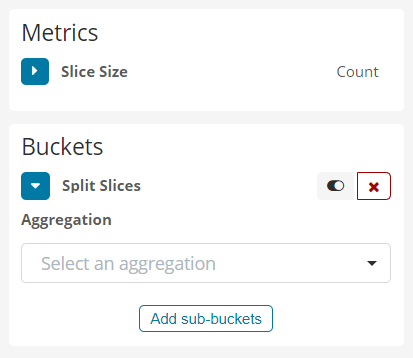 Metrics
Slice Size Count
Buckets
Split Slices
Aggregation
Select an aggregation
Add sub-buckets